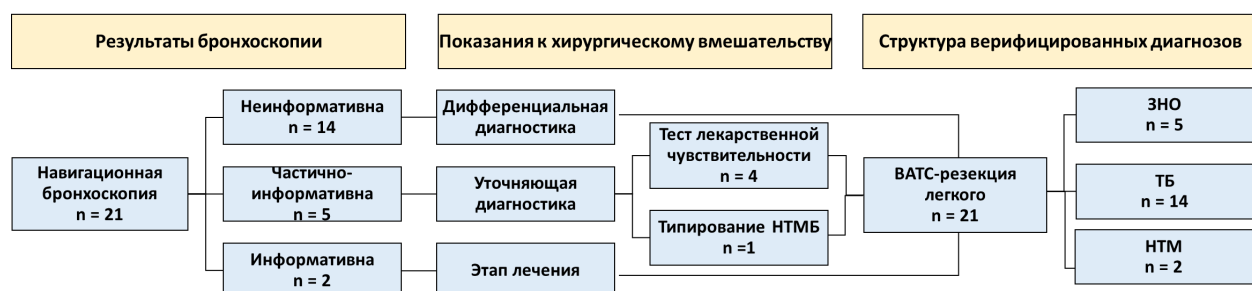 Результаты бронхоскопии
Показания к хирургическому вмешательству
Структура верифицированных диагнозов
Навигационная
бронхоскопия
n = 21
Неинформативна
n = 14
Частично-
информативна
n = 5
Информативна
n = 2
Дифференциальная
диагностика
Уточняющая
диагностика
Этап лечения
Тест лекарственной
чувствительности
n = 4
Типирование НТМБ
n =1
ВАТС-резекция
легкого
n = 21
ЗНО
n = 5
ТБ
n = 14
НТМ
n = 2